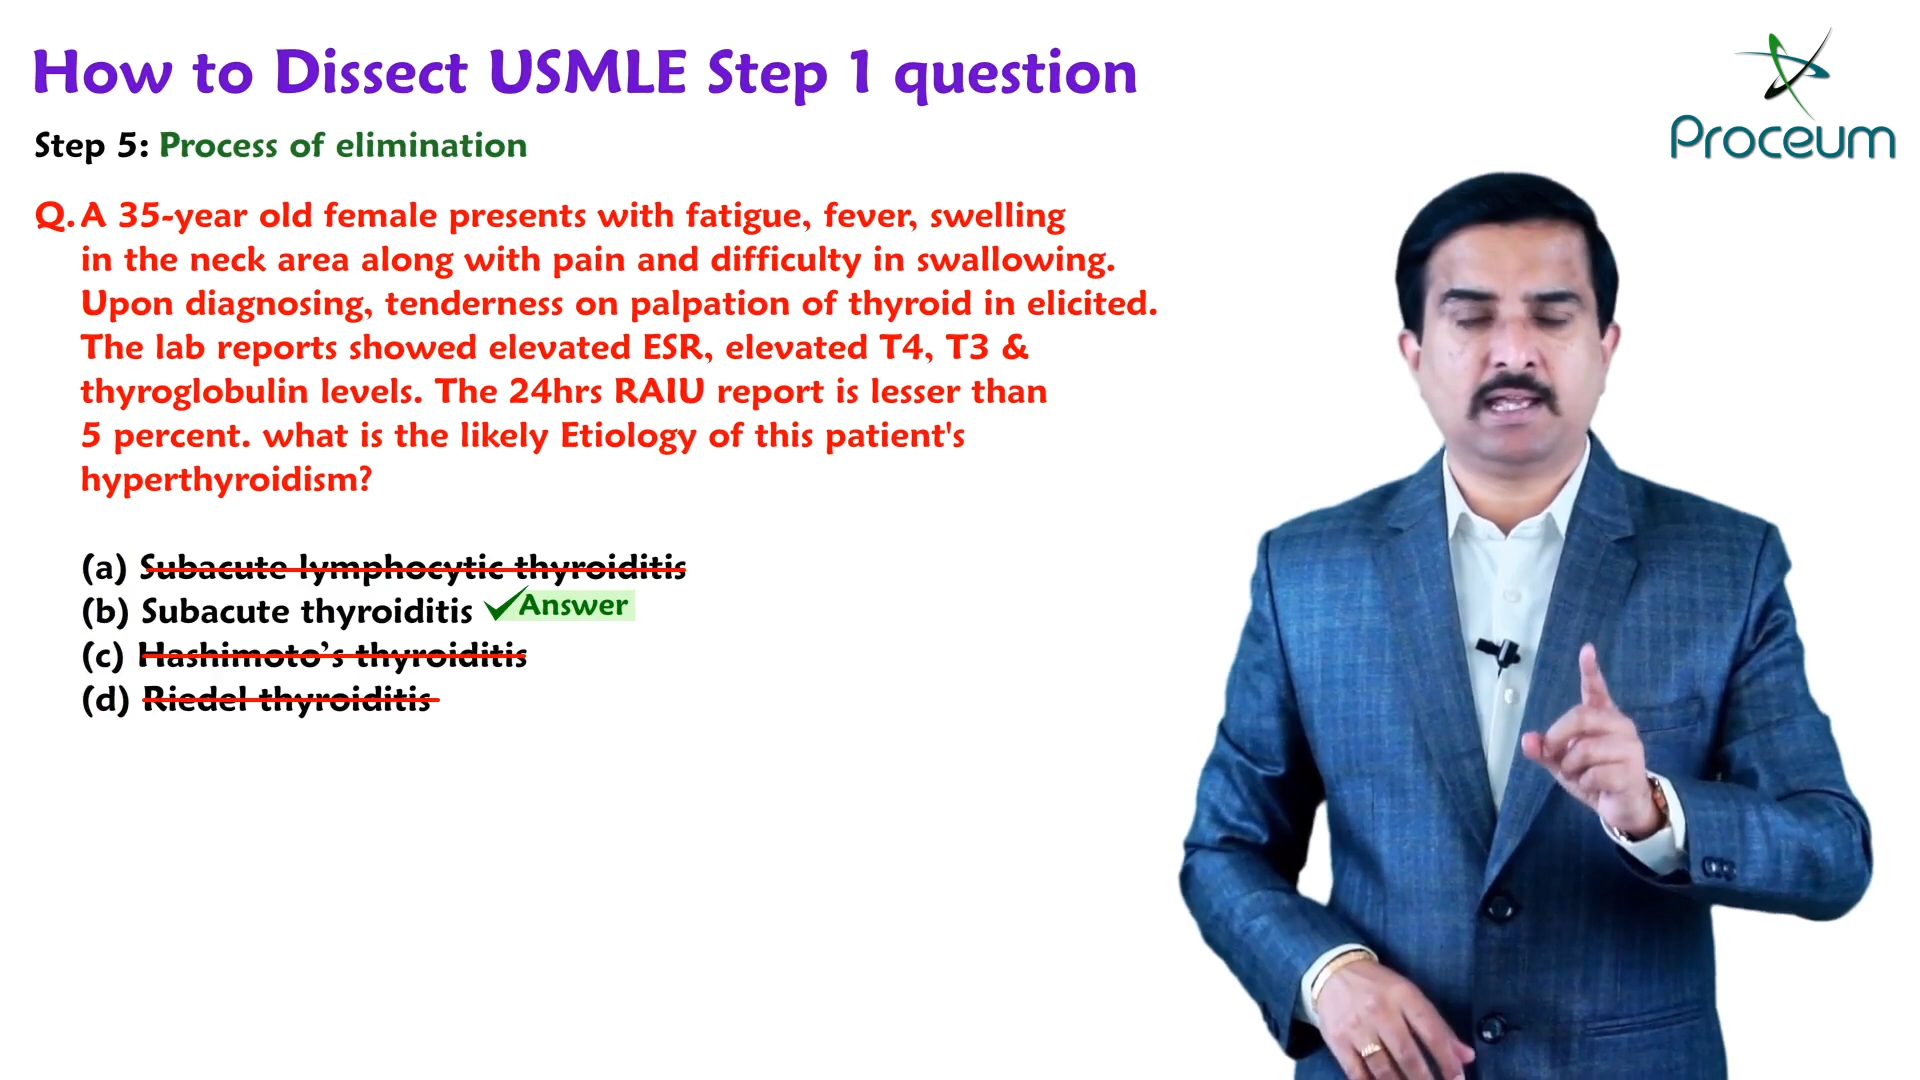 How to Dissect USMLE Step 1 question
Proceum
Step 5: Process of elimination
Q. A 35-year old female presents with fatigue, fever, swelling
in the neck area along with pain and difficulty in swallowing.
Upon diagnosing, tenderness on palpation of thyroid in elicited.
The lab reports showed elevated ESR, elevated T4, T3 &
thyroglobulin levels. The 24hrs RAIU report is lesser than
5 percent. what is the likely Etiology of this patient's
hyperthyroidism?
(a) Subacute lymphocytic thyroiditis
(b) Subacute thyroiditis Answer
(c) Hashimoto’s thyroiditis
(d) Riedel thyroiditis